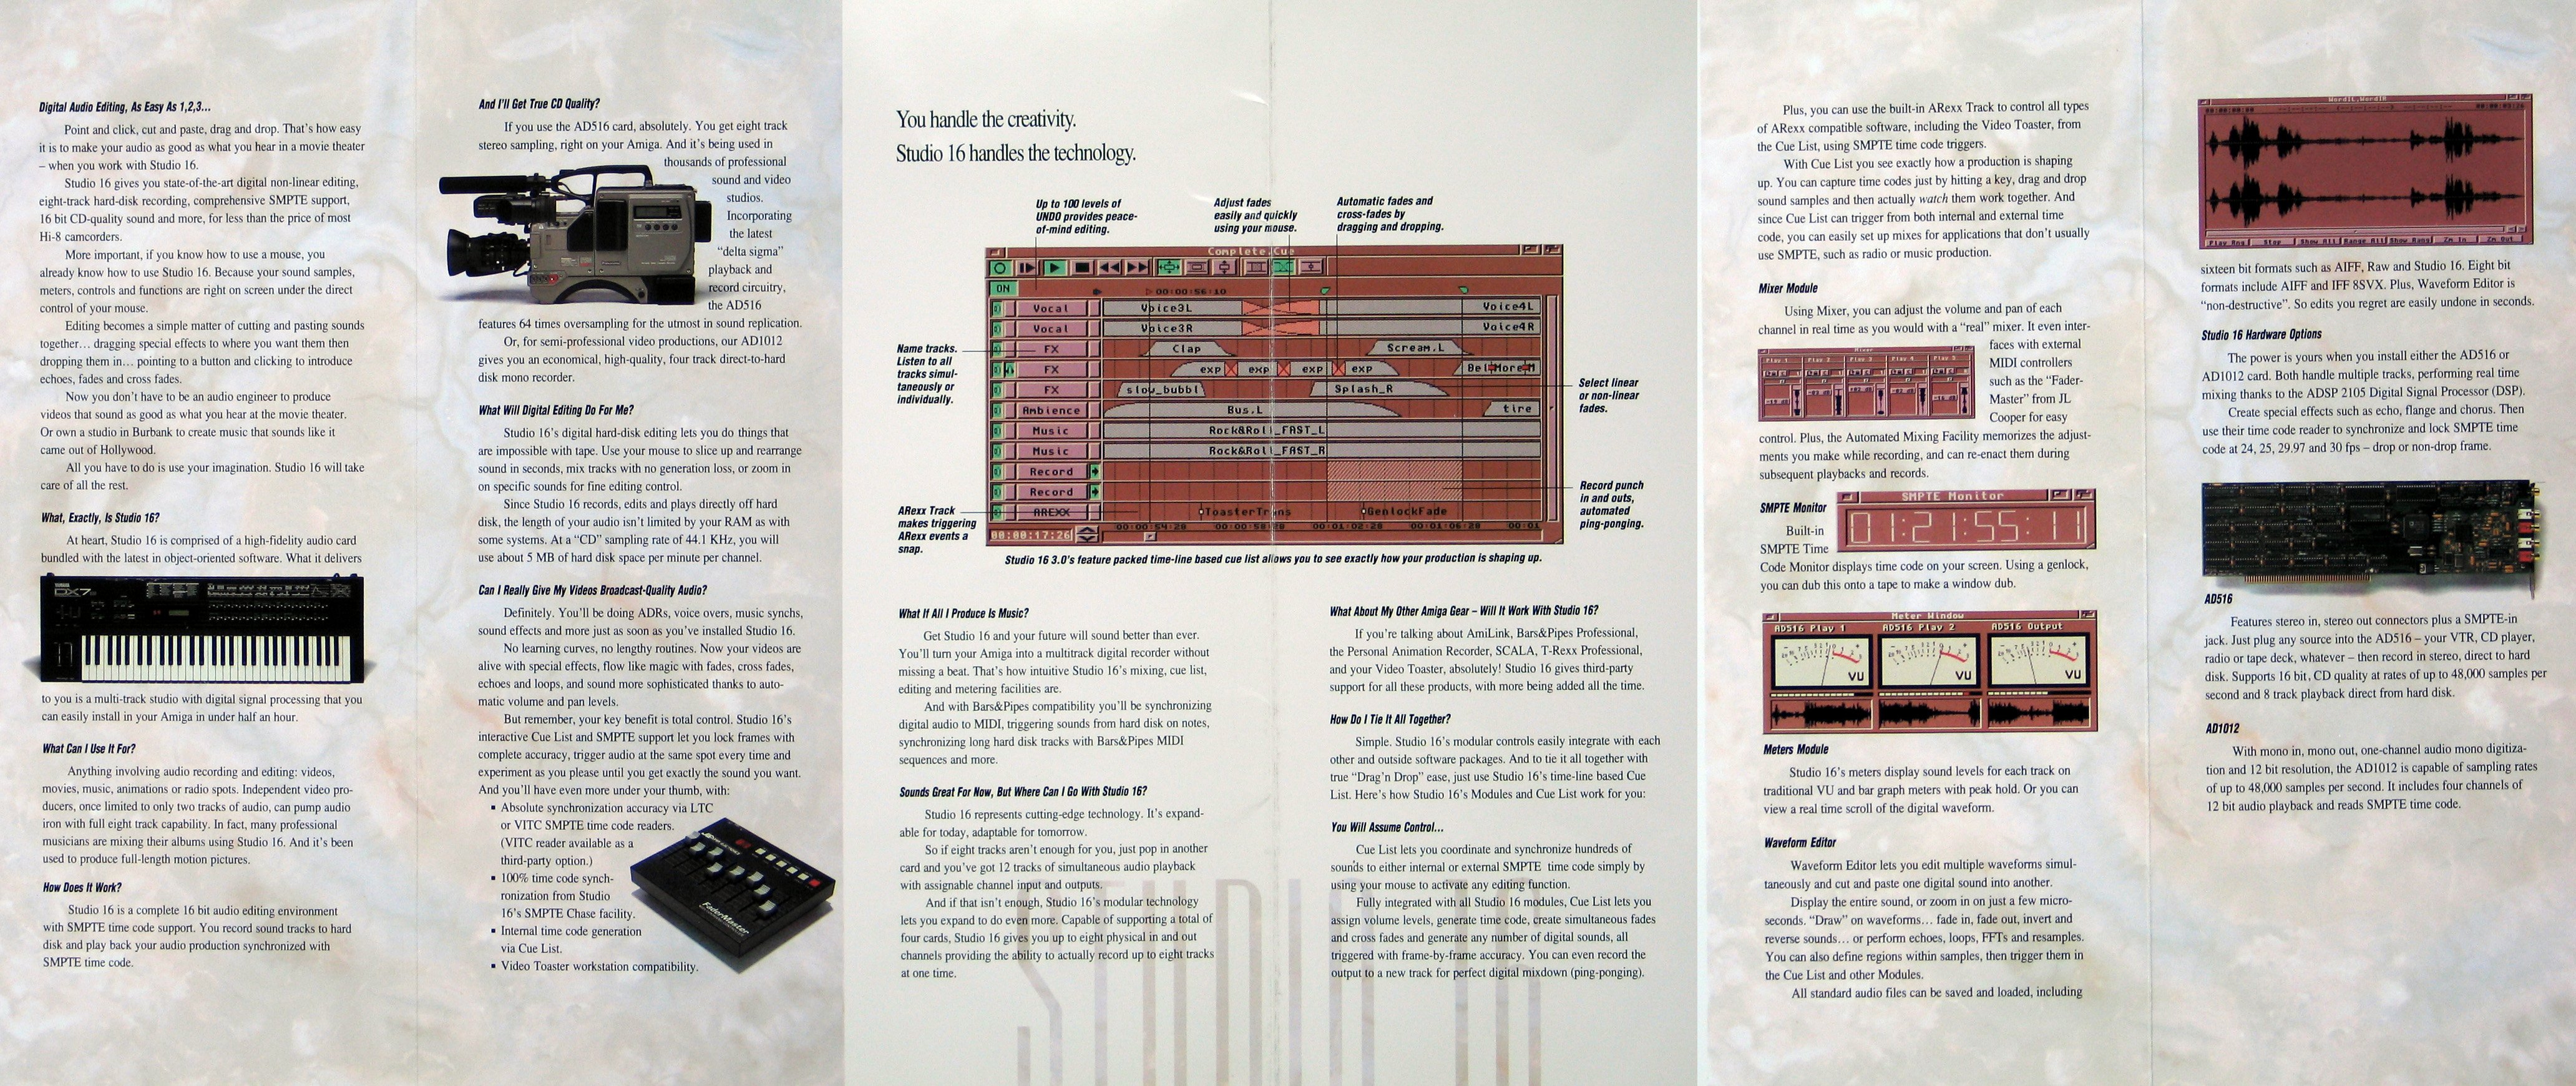 Digital Audio Editing, As Easy As 1,2,3...
Point and click, cut and paste, drag and drop. That's how easy
it is to make your audio as good as what you hear in a movie theater
– when you work with Studio 16.
Studio 16 gives you state-of-the-art digital non-linear editing,
eight-track hard-disk recording, comprehensive SMPTE support,
16 bit CD-quality sound and more, for less than the price of most
Hi-8 camcorders.
More important, if you know how to use a mouse, you
already know how to use Studio 16. Because your sound samples,
meters, controls and functions are right on screen under the direct
control of your mouse.
Editing becomes a simple matter of cutting and pasting sounds
together... dragging special effects to where you want them then
dropping them in... pointing to a button and clicking to introduce
echoes, fades and cross fades.
Now you don't have to be an audio engineer to produce
videos that sound as good as what you hear at the movie theater.
Or own a studio in Burbank to create music that sounds like it
came out of Hollywood.
All you have to do is use your imagination. Studio 16 will take
care of all the rest.
What, Exactly, Is Studio 16?
At heart, Studio 16 is comprised of a high-fidelity audio card
bundled with the latest in object-oriented software. What it delivers
DX7
to you is a multi-track studio with digital signal processing that you
can easily install in your Amiga in under half an hour.
What Can I Use It For?
Anything involving audio recording and editing: videos,
movies, music, animations or radio spots. Independent video pro-
ducers, once limited to only two tracks of audio, can pump audio
iron with full eight track capability. In fact, many professional
musicians are mixing their albums using Studio 16. And it's been
used to produce full-length motion pictures.
How Does It Work?
Studio 16 is a complete 16 bit audio editing environment
with SMPTE time code support. You record sound tracks to hard
disk and play back your audio production synchronized with
SMPTE time code.
And I'll Get True CD Quality?
If you use the AD516 card, absolutely. You get eight track
stereo sampling, right on your Amiga. And it's being used in
thousands of professional
sound and video
studios.
Incorporating
the latest
"delta sigma"
playback and
record circuitry,
the AD516
features 64 times oversampling for the utmost in sound replication.
Or, for semi-professional video productions, our AD1012
gives you an economical, high-quality, four track direct-to-hard
disk mono recorder.
What Will Digital Editing Do For Me?
Studio 16's digital hard-disk editing lets you do things that
are impossible with tape. Use your mouse to slice up and rearrange
sound in seconds, mix tracks with no generation loss, or zoom in
on specific sounds for fine editing control.
Since Studio 16 records, edits and plays directly off hard
disk, the length of your audio isn't limited by your RAM as with
some systems. At a "CD" sampling rate of 44.1 KHz, you will
use about 5 MB of hard disk space per minute per channel.
Can I Really Give My Videos Broadcast-Quality Audio?
Definitely. You'll be doing ADRs, voice overs, music synchs,
sound effects and more just as soon as you've installed Studio 16.
No learning curves, no lengthy routines. Now your videos are
alive with special effects, flow like magic with fades, cross fades,
echoes and loops, and sound more sophisticated thanks to auto-
matic volume and pan levels.
But remember, your key benefit is total control. Studio 16's
interactive Cue List and SMPTE support let you lock frames with
complete accuracy, trigger audio at the same spot every time and
experiment as you please until you get exactly the sound you want.
And you'll have even more under your thumb, with:
▪ Absolute synchronization accuracy via LTC
or VITC SMPTE time code readers.
(VITC reader available as a
third-party option.)
▪ 100% time code synch-
ronization from Studio
16's SMPTE Chase facility.
▪ Internal time code generation
via Cue List.
▪ Video Toaster workstation compatibility.
FaderMaster
You handle the creativity.
Studio 16 handles the technology.
Up to 100 levels of
UNDO provides peace-
of-mind editing.
Adjust fades
easily and quickly
using your mouse.
Automatic fades and
cross-fades by
dragging and dropping.
Complete.Cue
ON
00:00:56:10
Vocal Voice3L Voice4L
Vocal Voice3R Voice4R
FX Clap Scream.L
FX exp exp exp exp Bel More M
FX slow_bubbl Splash_R
Ambience Bus.L tire
Music Rock&Roll_FAST_L
Music Rock&Roll_FAST_R
Record
Record
AREXX ToasterTrans GenlockFade
00:00:54:28 00:00:58:28 00:01:02:28 00:01:06:28 00:01
00:00:17:26
Name tracks.
Listen to all
tracks simul-
taneously or
individually.
ARexx Track
makes triggering
ARexx events a
snap.
Select linear
or non-linear
fades.
Record punch
in and outs,
automated
ping-ponging.
Studio 16 3.0's feature packed time-line based cue list allows you to see exactly how your production is shaping up.
What If All I Produce Is Music?
Get Studio 16 and your future will sound better than ever.
You'll turn your Amiga into a multitrack digital recorder without
missing a beat. That's how intuitive Studio 16's mixing, cue list,
editing and metering facilities are.
And with Bars&Pipes compatibility you'll be synchronizing
digital audio to MIDI, triggering sounds from hard disk on notes,
synchronizing long hard disk tracks with Bars&Pipes MIDI
sequences and more.
Sounds Great For Now, But Where Can I Go With Studio 16?
Studio 16 represents cutting-edge technology. It's expand-
able for today, adaptable for tomorrow.
So if eight tracks aren't enough for you, just pop in another
card and you've got 12 tracks of simultaneous audio playback
with assignable channel input and outputs.
And if that isn't enough, Studio 16's modular technology
lets you expand to do even more. Capable of supporting a total of
four cards, Studio 16 gives you up to eight physical in and out
channels providing the ability to actually record up to eight tracks
at one time.
What About My Other Amiga Gear – Will It Work With Studio 16?
If you're talking about AmiLink, Bars&Pipes Professional,
the Personal Animation Recorder, SCALA, T-Rexx Professional,
and your Video Toaster, absolutely! Studio 16 gives third-party
support for all these products, with more being added all the time.
How Do I Tie It All Together?
Simple. Studio 16's modular controls easily integrate with each
other and outside software packages. And to tie it all together with
true "Drag'n Drop" ease, just use Studio 16's time-line based Cue
List. Here's how Studio 16's Modules and Cue List work for you:
You Will Assume Control...
Cue List lets you coordinate and synchronize hundreds of
sounds to either internal or external SMPTE time code simply by
using your mouse to activate any editing function.
Fully integrated with all Studio 16 modules, Cue List lets you
assign volume levels, generate time code, create simultaneous fades
and cross fades and generate any number of digital sounds, all
triggered with frame-by-frame accuracy. You can even record the
output to a new track for perfect digital mixdown (ping-ponging).
STUDIO 16
Plus, you can use the built-in ARexx Track to control all types
of ARexx compatible software, including the Video Toaster, from
the Cue List, using SMPTE time code triggers.
With Cue List you see exactly how a production is shaping
up. You can capture time codes just by hitting a key, drag and drop
sound samples and then actually watch them work together. And
since Cue List can trigger from both internal and external time
code, you can easily set up mixes for applications that don't usually
use SMPTE, such as radio or music production.
Mixer Module
Using Mixer, you can adjust the volume and pan of each
channel in real time as you would with a "real" mixer. It even inter-
faces with external
MIDI controllers
such as the "Fader-
Master" from JL
Cooper for easy
Mixer
Play 1 Play 2 Play 3 Play 4 Play 5
control. Plus, the Automated Mixing Facility memorizes the adjust-
ments you make while recording, and can re-enact them during
subsequent playbacks and records.
SMPTE Monitor
Built-in
SMPTE Time
SMPTE Monitor
01:21:55:11
Code Monitor displays time code on your screen. Using a genlock,
you can dub this onto a tape to make a window dub.
Meter Window
AD516 Play 1 AD516 Play 2 AD516 Output
VU VU VU
Meters Module
Studio 16's meters display sound levels for each track on
traditional VU and bar graph meters with peak hold. Or you can
view a real time scroll of the digital waveform.
Waveform Editor
Waveform Editor lets you edit multiple waveforms simul-
taneously and cut and paste one digital sound into another.
Display the entire sound, or zoom in on just a few micro-
seconds. "Draw" on waveforms... fade in, fade out, invert and
reverse sounds... or perform echoes, loops, FFTs and resamples.
You can also define regions within samples, then trigger them in
the Cue List and other Modules.
All standard audio files can be saved and loaded, including
WordIL,WordIR
Play Rng Stop Show All Range All Show Rang Zm In Zm Out
sixteen bit formats such as AIFF, Raw and Studio 16. Eight bit
formats include AIFF and IFF 8SVX. Plus, Waveform Editor is
"non-destructive". So edits you regret are easily undone in seconds.
Studio 16 Hardware Options
The power is yours when you install either the AD516 or
AD1012 card. Both handle multiple tracks, performing real time
mixing thanks to the ADSP 2105 Digital Signal Processor (DSP).
Create special effects such as echo, flange and chorus. Then
use their time code reader to synchronize and lock SMPTE time
code at 24, 25, 29.97 and 30 fps – drop or non-drop frame.
AD516
Features stereo in, stereo out connectors plus a SMPTE-in
jack. Just plug any source into the AD516 – your VTR, CD player,
radio or tape deck, whatever – then record in stereo, direct to hard
disk. Supports 16 bit, CD quality at rates of up to 48,000 samples per
second and 8 track playback direct from hard disk.
AD1012
With mono in, mono out, one-channel audio mono digitiza-
tion and 12 bit resolution, the AD1012 is capable of sampling rates
of up to 48,000 samples per second. It includes four channels of
12 bit audio playback and reads SMPTE time code.